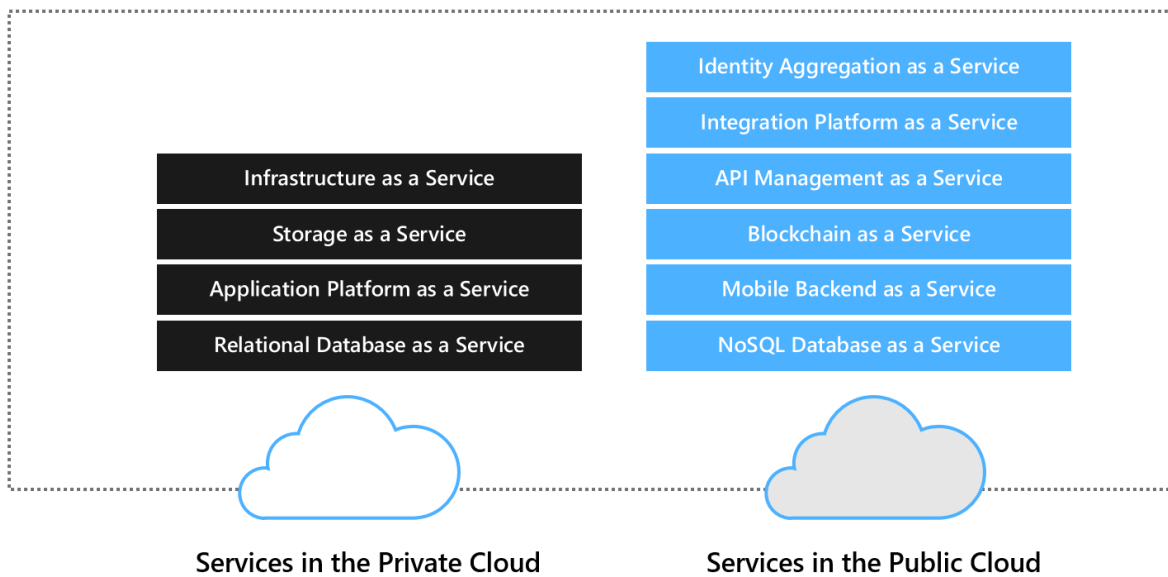 Infrastructure as a Service
Storage as a Service
Application Platform as a Service
Relational Database as a Service
Services in the Private Cloud
Identity Aggregation as a Service
Integration Platform as a Service
API Management as a Service
Blockchain as a Service
Mobile Backend as a Service
NoSQL Database as a Service
Services in the Public Cloud